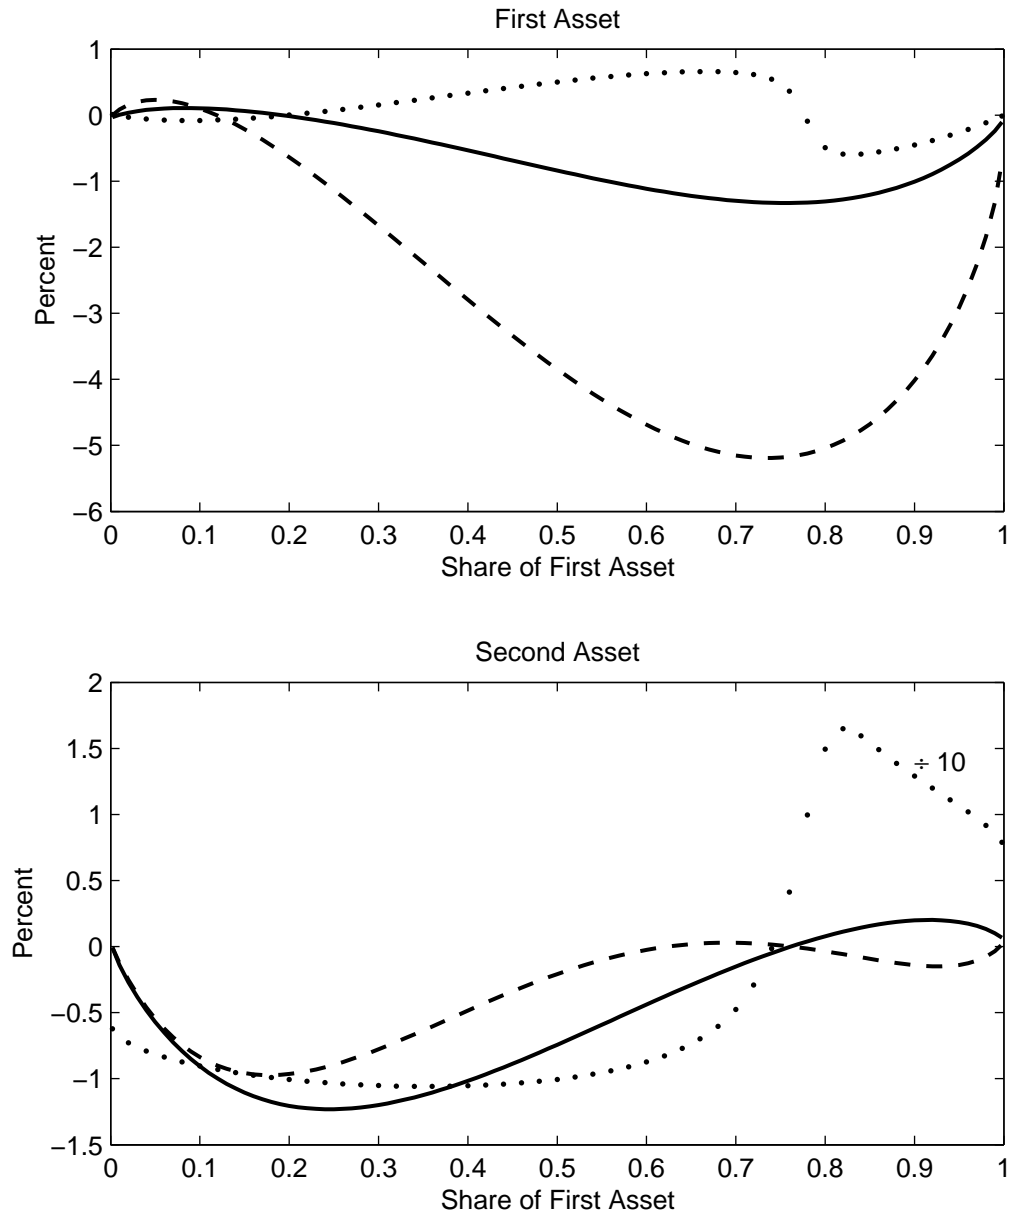 First Asset
1
0
−1
−2
−3
−4
−5
−6
Percent
0 0.1 0.2 0.3 0.4 0.5 0.6 0.7 0.8 0.9 1
Share of First Asset
Second Asset
2
1.5
1
0.5
0
−0.5
−1
−1.5
Percent
÷ 10
0 0.1 0.2 0.3 0.4 0.5 0.6 0.7 0.8 0.9 1
Share of First Asset